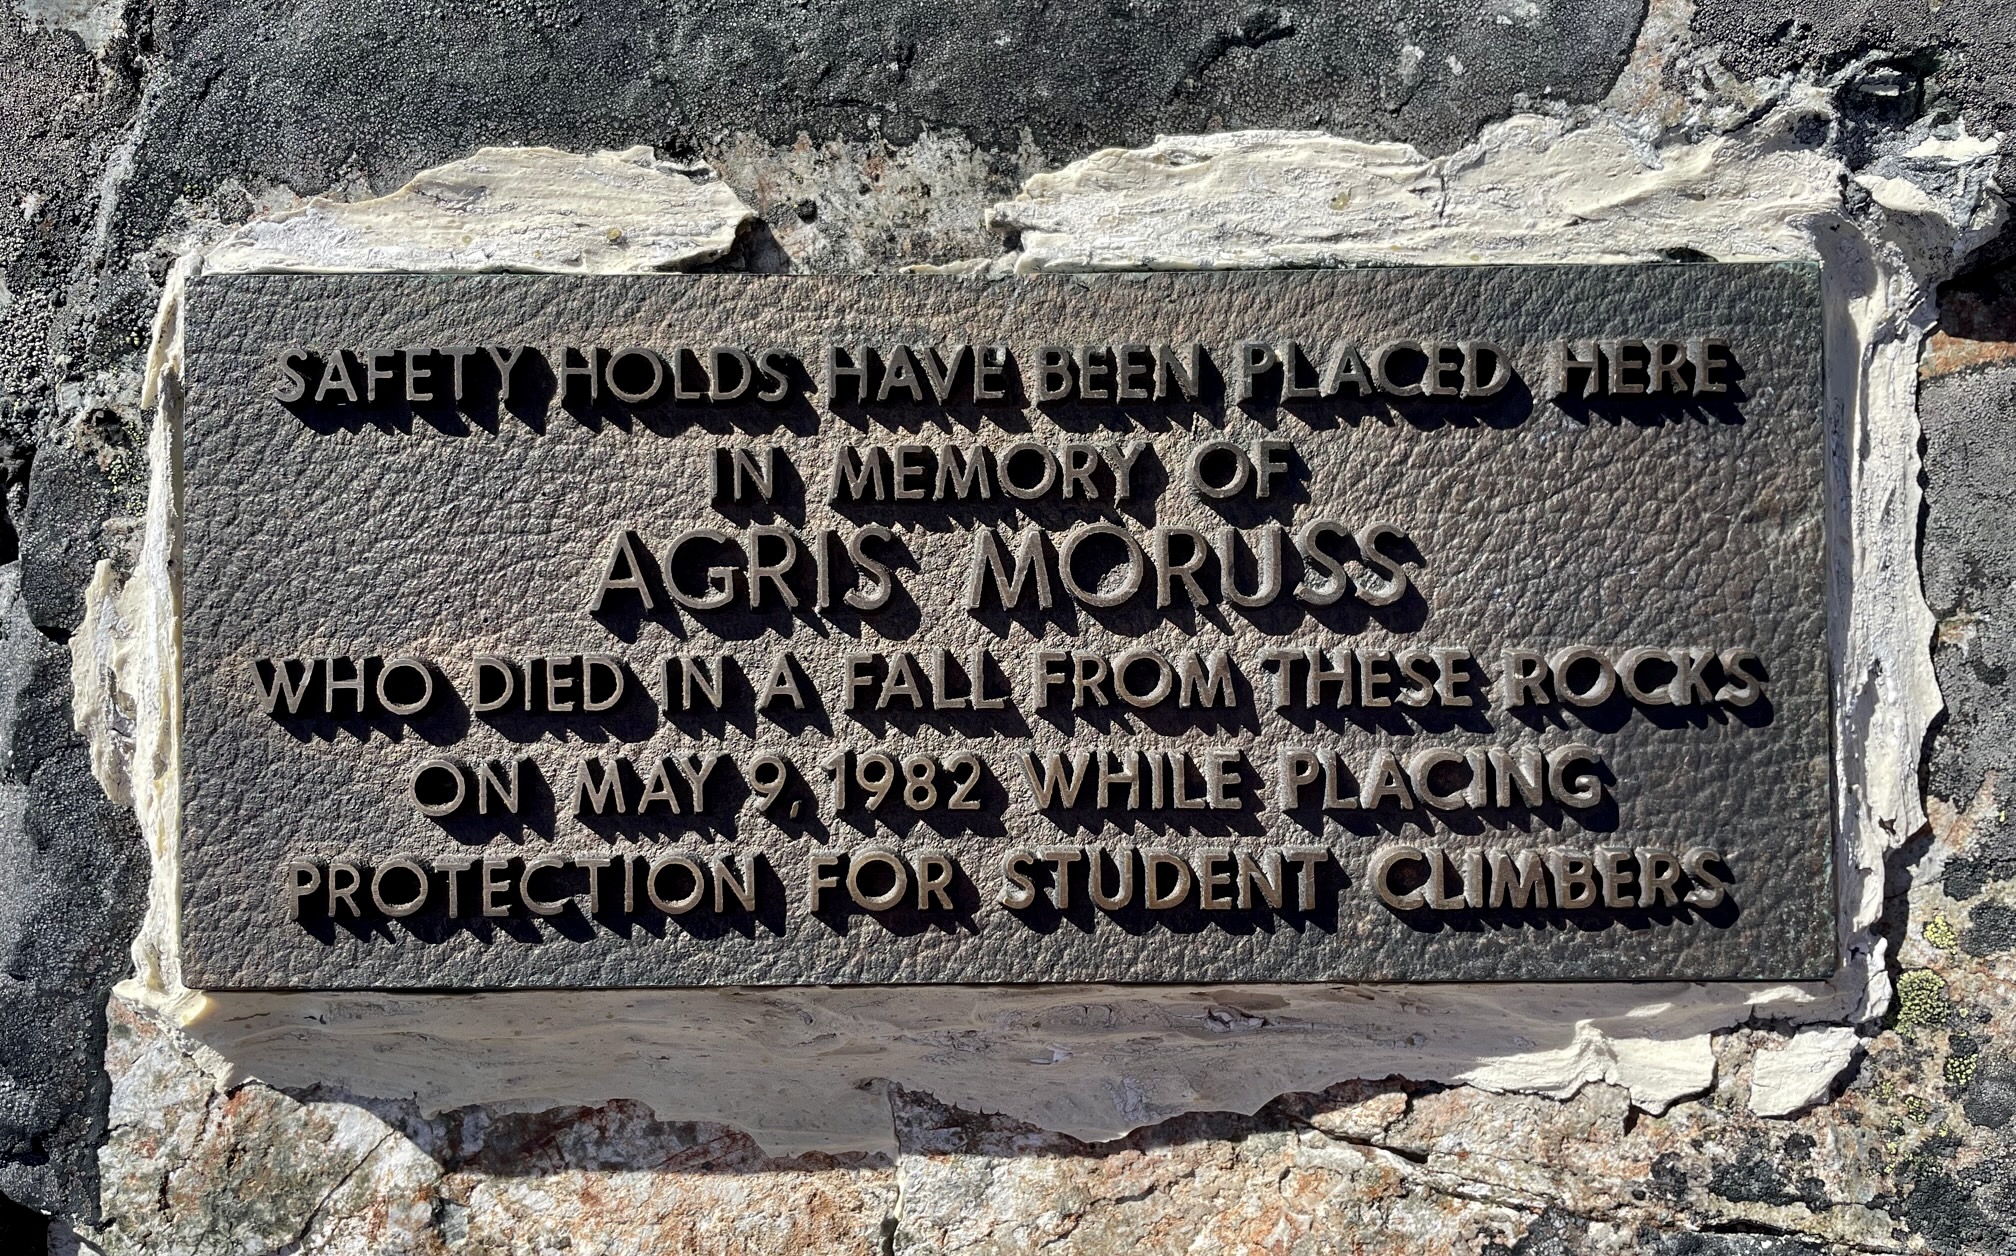 SAFETY HOLDS HAVE BEEN PLACED HERE
IN MEMORY OF
AGRIS MORUSS
WHO DIED IN A FALL FROM THESE ROCKS
ON MAY 9, 1982 WHILE PLACING
PROTECTION FOR STUDENT CLIMBERS